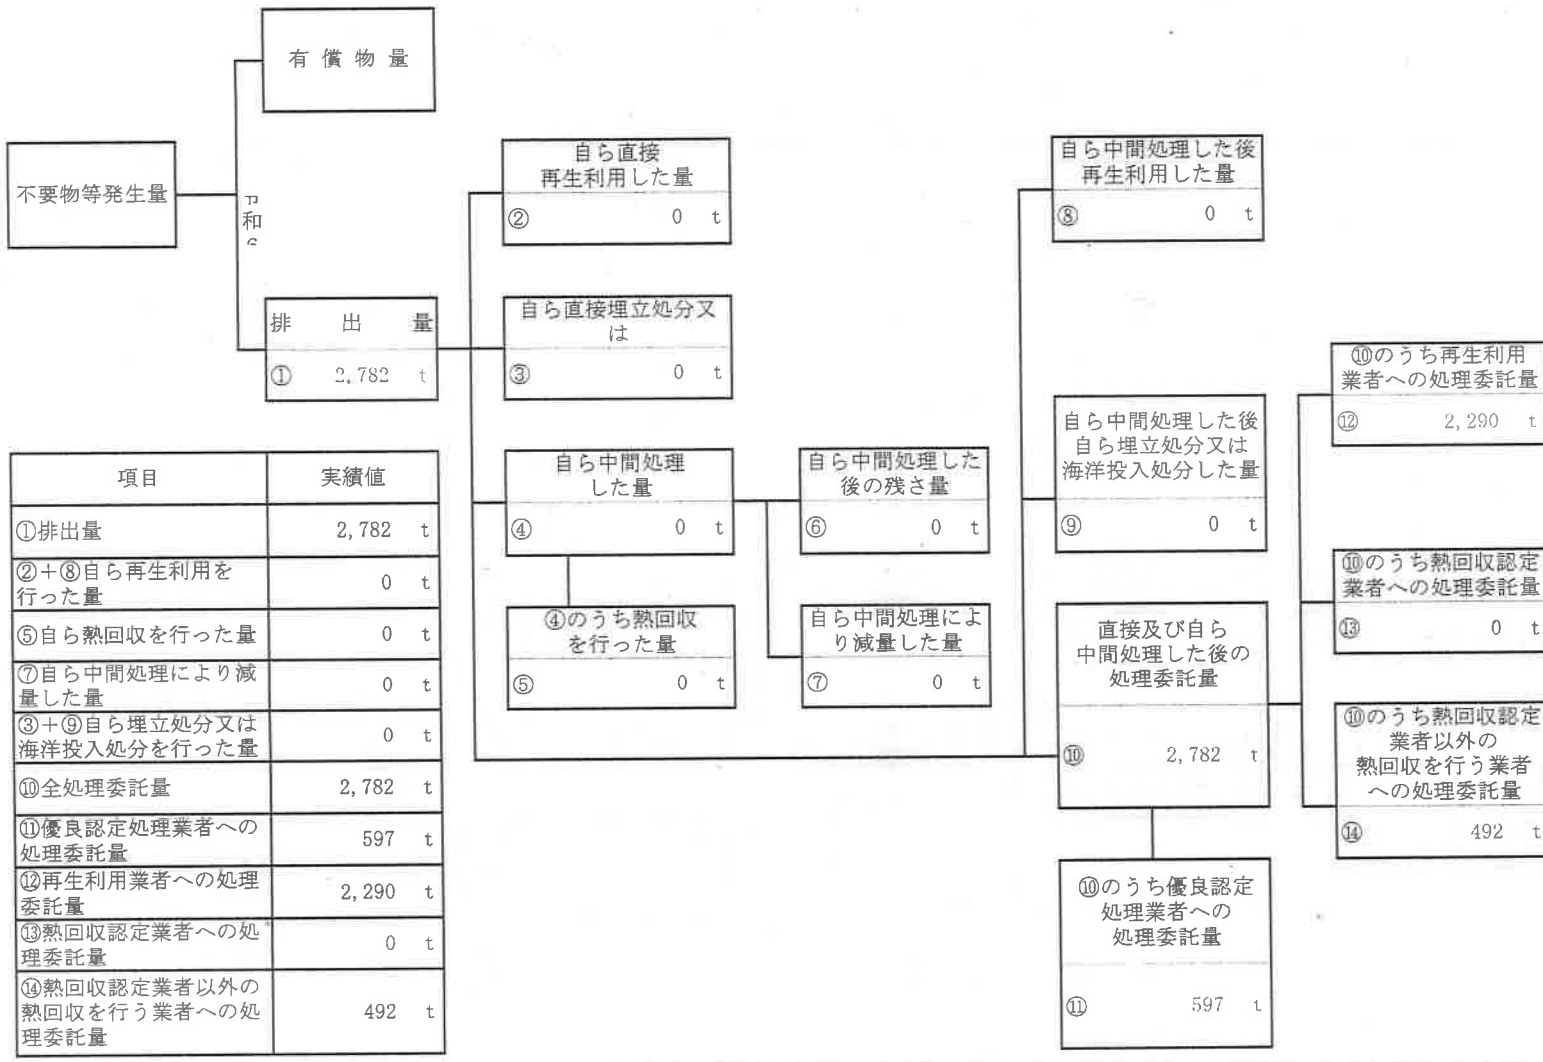 有償物量
不要物等発生量
和
排出量
① 2,782 t
自ら直接
再生利用した量
② 0 t
自ら直接埋立処分又
は
③ 0 t
自ら中間処理
した量
④ 0 t
④のうち熱回収
を行った量
⑤ 0 t
自ら中間処理した
後の残さ量
⑥ 0 t
自ら中間処理によ
り減量した量
⑦ 0 t
自ら中間処理した後
再生利用した量
⑧ 0 t
自ら中間処理した後
自ら埋立処分又は
海洋投入処分した量
⑨ 0 t
直接及び自ら
中間処理した後の
処理委託量
⑩ 2,782 t
⑩のうち優良認定
処理業者への
処理委託量
⑪ 597 t
⑩のうち再生利用
業者への処理委託量
⑫ 2,290 t
⑩のうち熱回収認定
業者への処理委託量
⑬ 0 t
⑩のうち熱回収認定
業者以外の
熱回収を行う業者
への処理委託量
⑭ 492 t
項目 実績値
①排出量 2,782 t
②+⑧自ら再生利用を
行った量 0 t
⑤自ら熱回収を行った量 0 t
⑦自ら中間処理により減
量した量 0 t
③+⑨自ら埋立処分又は
海洋投入処分を行った量 0 t
⑩全処理委託量 2,782 t
⑪優良認定処理業者への
処理委託量 597 t
⑫再生利用業者への処理
委託量 2,290 t
⑬熱回収認定業者への処
理委託量 0 t
⑭熱回収認定業者以外の
熱回収を行う業者への処
理委託量 492 t